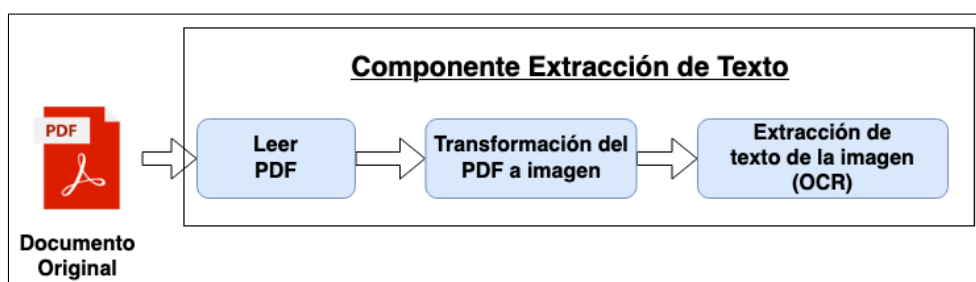 Componente Extracción de Texto
PDF
Documento
Original
Leer
PDF
Transformación del
PDF a imagen
Extracción de
texto de la imagen
(OCR)